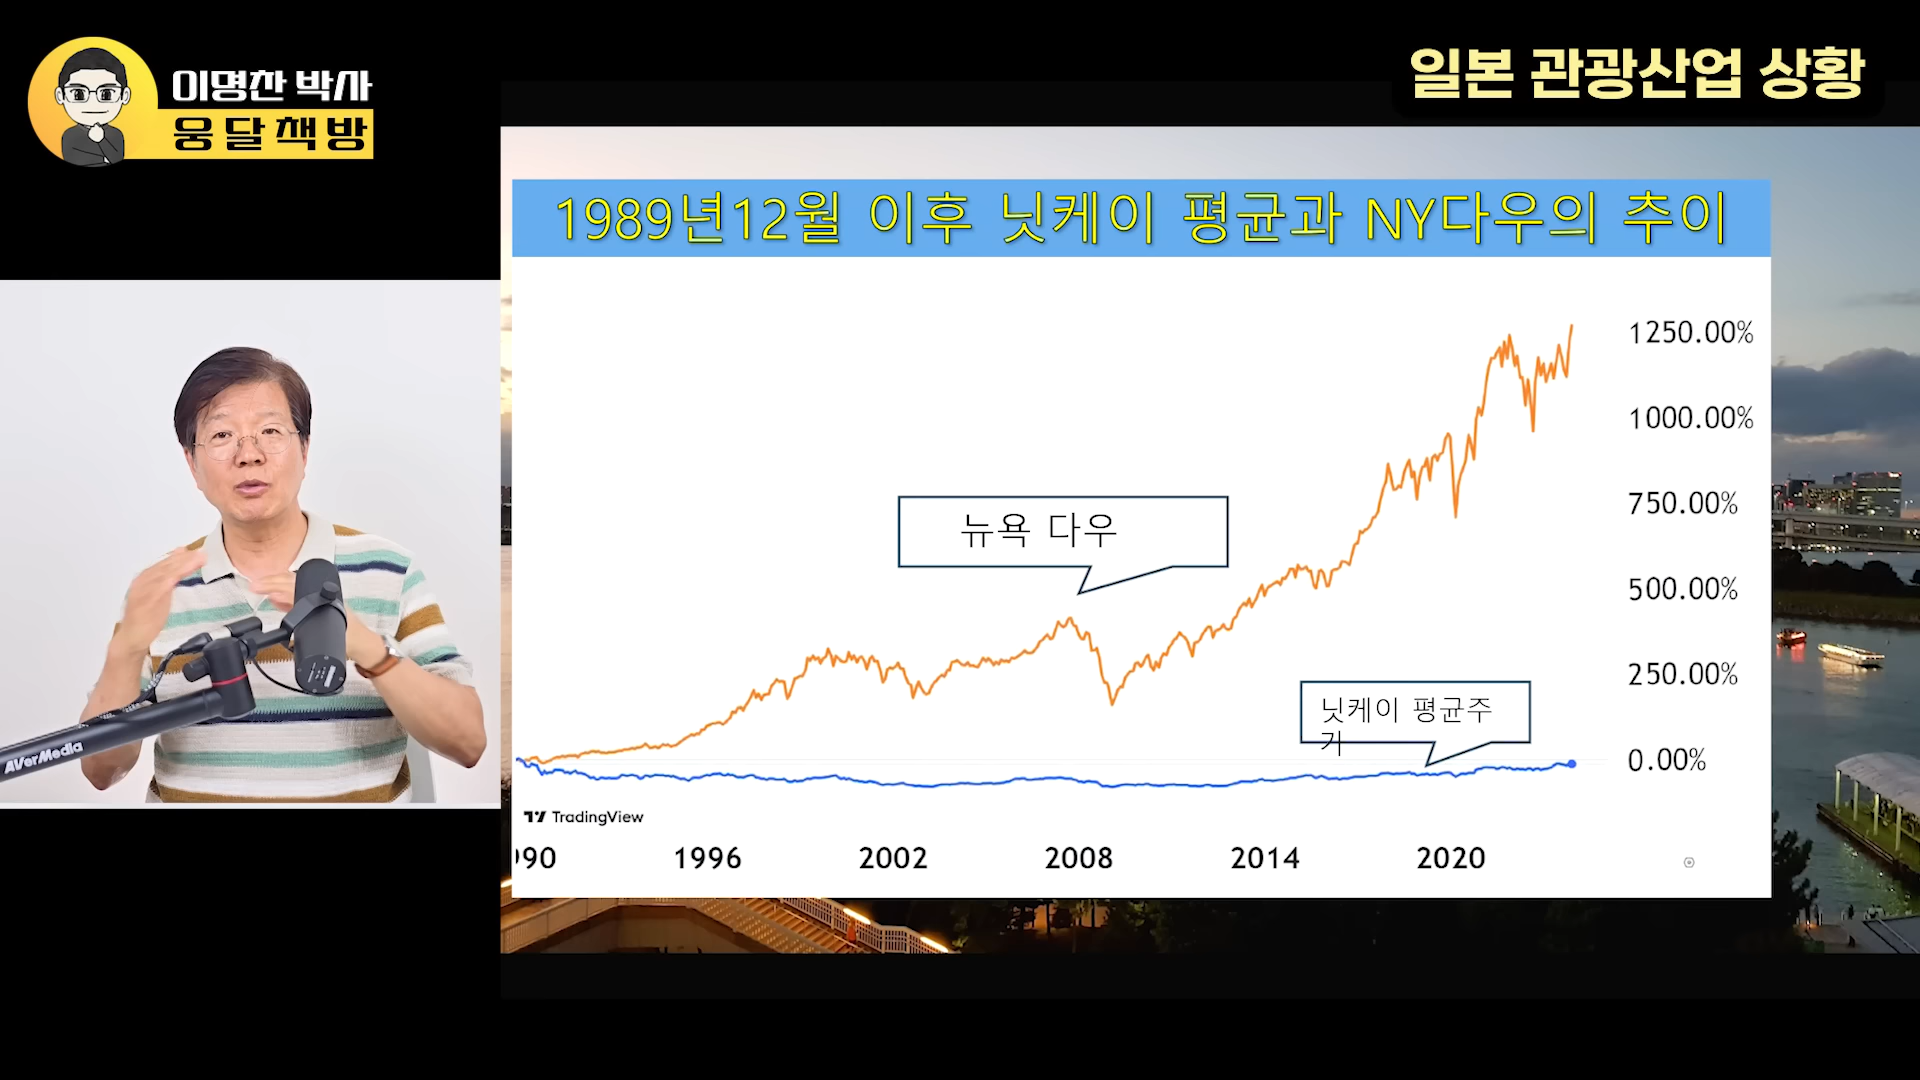 이명찬 박사
웅달책방
일본 관광산업 상황
1989년12월 이후 닛케이 평균과 NY다우의 추이
1250.00%
1000.00%
750.00%
뉴욕 다우
500.00%
250.00%
닛케이 평균주
가
0.00%
AVerMedia
TradingView
1996
2002
2008
2014
2020